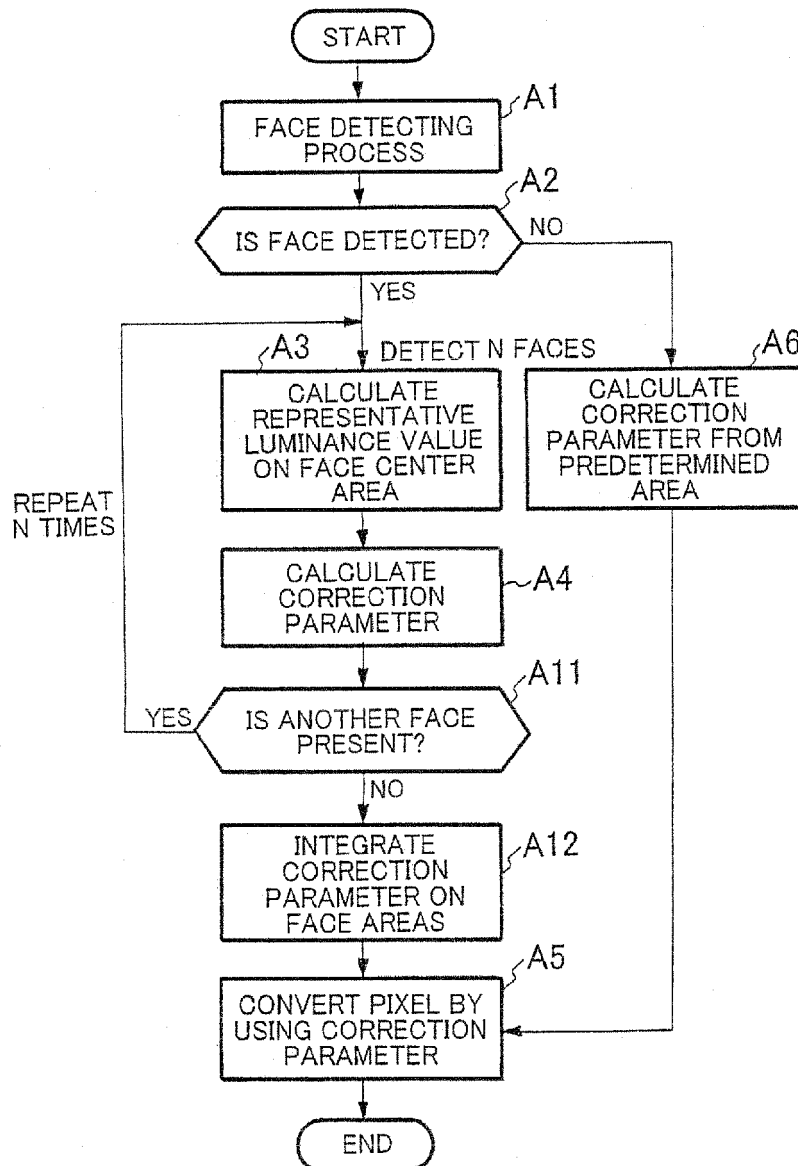 START
A1
FACE DETECTING
PROCESS
A2
IS FACE DETECTED?
NO
YES
A3
DETECT N FACES
A6
CALCULATE
REPRESENTATIVE
LUMINANCE VALUE
ON FACE CENTER
AREA
CALCULATE
CORRECTION
PARAMETER FROM
PREDETERMINED
AREA
REPEAT
N TIMES
CALCULATE
CORRECTION
PARAMETER
A4
A11
YES
IS ANOTHER FACE
PRESENT?
NO
INTEGRATE
CORRECTION
PARAMETER ON
FACE AREAS
A12
A5
CONVERT PIXEL BY
USING CORRECTION
PARAMETER
END